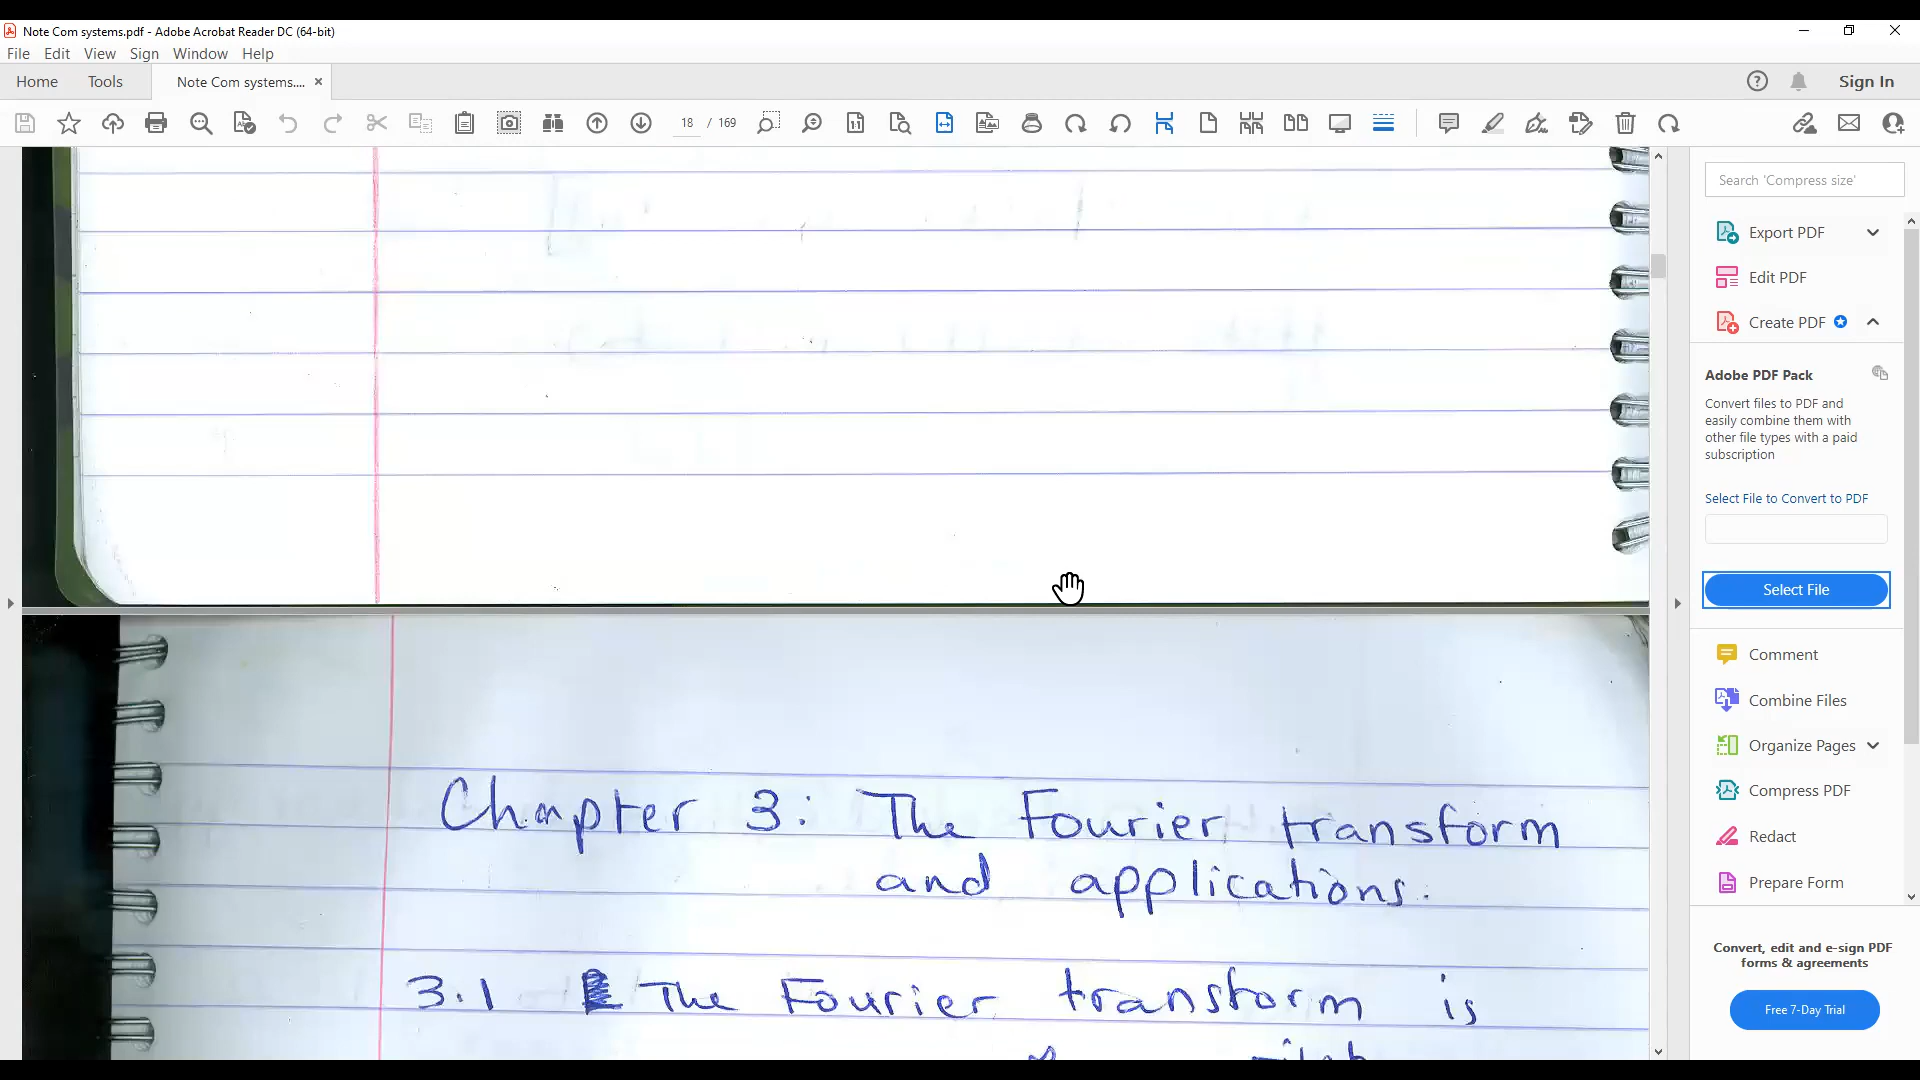 Note Com systems.pdf - Adobe Acrobat Reader DC (64-bit)
File Edit View Sign Window Help
Home Tools Note Com systems.... × Sign In
18 / 169
Search 'Compress size'
Export PDF
Edit PDF
Create PDF
Adobe PDF Pack
Convert files to PDF and
easily combine them with
other file types with a paid
subscription
Select File to Convert to PDF
Select File
Comment
Combine Files
Organize Pages
Compress PDF
Redact
Prepare Form
Convert, edit and e-sign PDF
forms & agreements
Free 7-Day Trial
Chapter 3: The Fourier transform
and applications.
3.1 The Fourier transform is